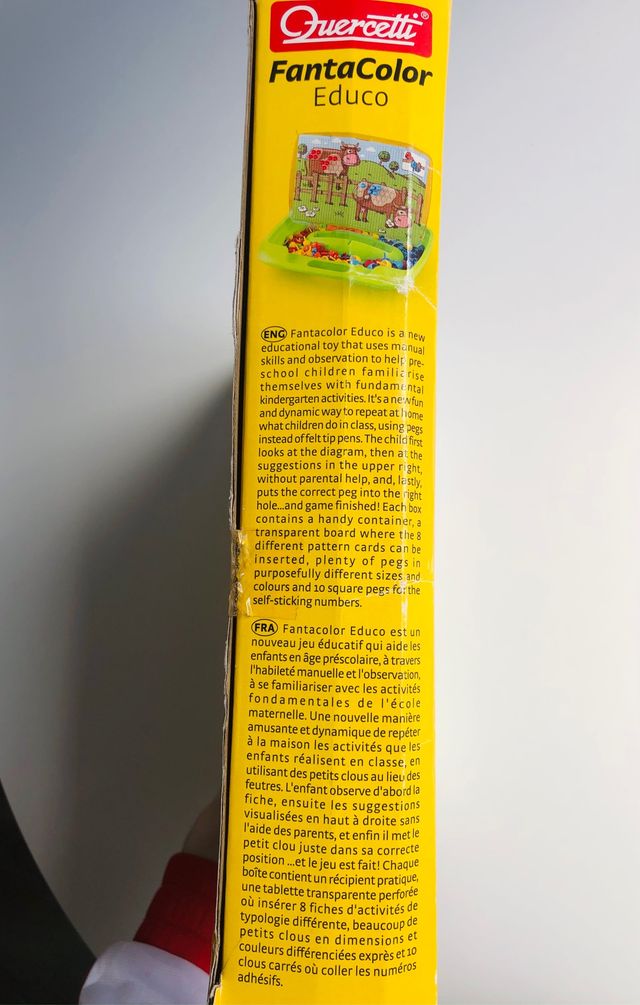 Quercetti®
FantaColor
Educo
ENG Fantacolor Educo is a new
educational toy that uses manual
skills and observation to help pre-
school children familiarise
themselves with fundamental
kindergarten activities. It's a new fun
and dynamic way to repeat at home
what children do in class, using pegs
instead of felt tip pens. The child first
looks at the diagram, then at the
suggestions in the upper right,
without parental help, and, lastly,
puts the correct peg into the right
hole...and game finished! Each box
contains a handy container, a
transparent board where the 8
different pattern cards can be
inserted, plenty of pegs in
purposefully different sizes and
colours and 10 square pegs for the
self-sticking numbers.
FRA Fantacolor Educo est un
nouveau jeu éducatif qui aide les
enfants en âge préscolaire, à travers
l'habileté manuelle et l'observation,
à se familiariser avec les activités
fondamentales de l'école
maternelle. Une nouvelle manière
amusante et dynamique de repéter
à la maison les activités que les
enfants réalisent en classe, en
utilisant des petits clous au lieu des
feutres. L'enfant observe d'abord la
fiche, ensuite les suggestions
visualisées en haut à droite sans
l'aide des parents, et enfin il met le
petit clou juste dans sa correcte
position ...et le jeu est fait! Chaque
boîte contient un récipient pratique,
une tablette transparente perforée
où insérer 8 fiches d'activités de
typologie différente, beaucoup de
petits clous en dimensions et
couleurs différenciées exprès et 10
clous carrés où coller les numéros
adhésifs.